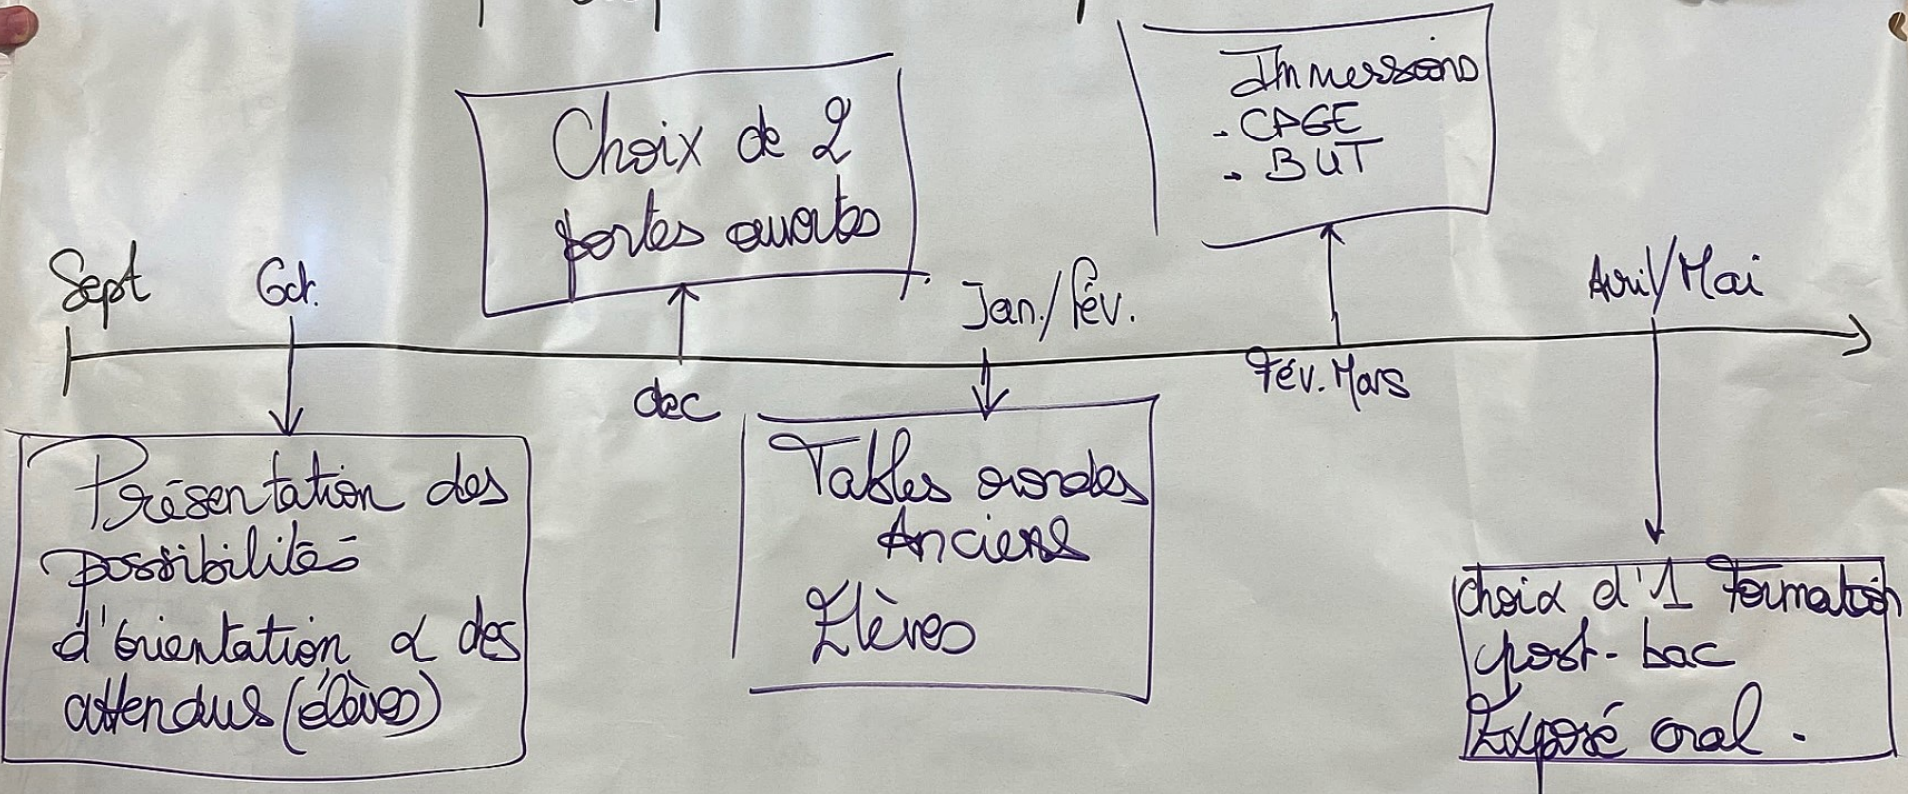 Immersions
- CPGE
- BUT
Choix de 2
portes ouvertes
Sept
Oct.
Jan./Fév.
Avril/Mai
dec
Fév. Mars
Présentation des
possibilités
d'orientation & des
attendus (élèves)
Tables rondes
Anciens
Elèves
choix d'1 Formation
post-bac
Exposé oral.